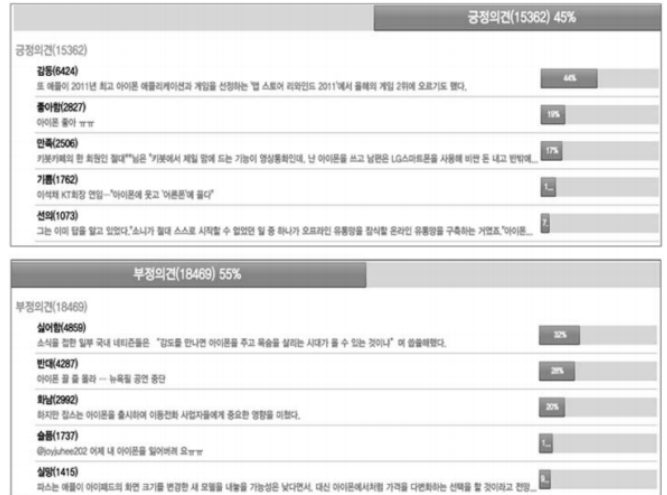 긍정의견(15362) 45%
긍정의견(15362)
감동(6424)
또 애플이 2011년 최고 아이폰 애플리케이션과 게임을 선정하는 '앱 스토어 리와인드 2011'에서 올해의 게임 2위에 오르기도 했다.
44%
좋아함(2827)
아이폰 좋아 ㅠㅠ
19%
만족(2506)
키봇카페의 한 회원인 절대**님은 "키봇에서 제일 맘에 드는 기능이 영상통화인데, 난 아이폰을 쓰고 남편은 LG스마트폰을 사용해 비싼 돈 내고 반밖에...
17%
기쁨(1762)
이석채 KT회장 연임…"아이폰에 웃고 '어른폰'에 울다"
1...
선의(1073)
그는 이미 답을 알고 있었다."소니가 절대 스스로 시작할 수 없었던 일 중 하나가 오프라인 유통망을 잠식할 온라인 유통망을 구축하는 거였죠."아이폰...
7.
부정의견(18469) 55%
부정의견(18469)
싫어함(4859)
소식을 접한 일부 국내 네티즌들은 "강도를 만나면 아이폰을 주고 목숨을 살리는 시대가 올 수 있는 것이냐" 며 씁쓸해했다.
32%
반대(4287)
아이폰 끌 줄 몰라 … 뉴욕필 공연 중단
28%
화남(2992)
하지만 잡스는 아이폰을 출시하며 이동전화 사업자들에게 중요한 영향을 미쳤다.
20%
슬픔(1737)
@joyjuhee202 어제 내 아이폰을 잃어버려 오ㅠㅠ
1...
실망(1415)
파스는 애플이 아이패드의 화면 크기를 변경한 새 모델을 내놓을 가능성은 낮다면서, 대신 아이폰에서처럼 가격을 다변화하는 선택을 할 것이라고 전망...
9...